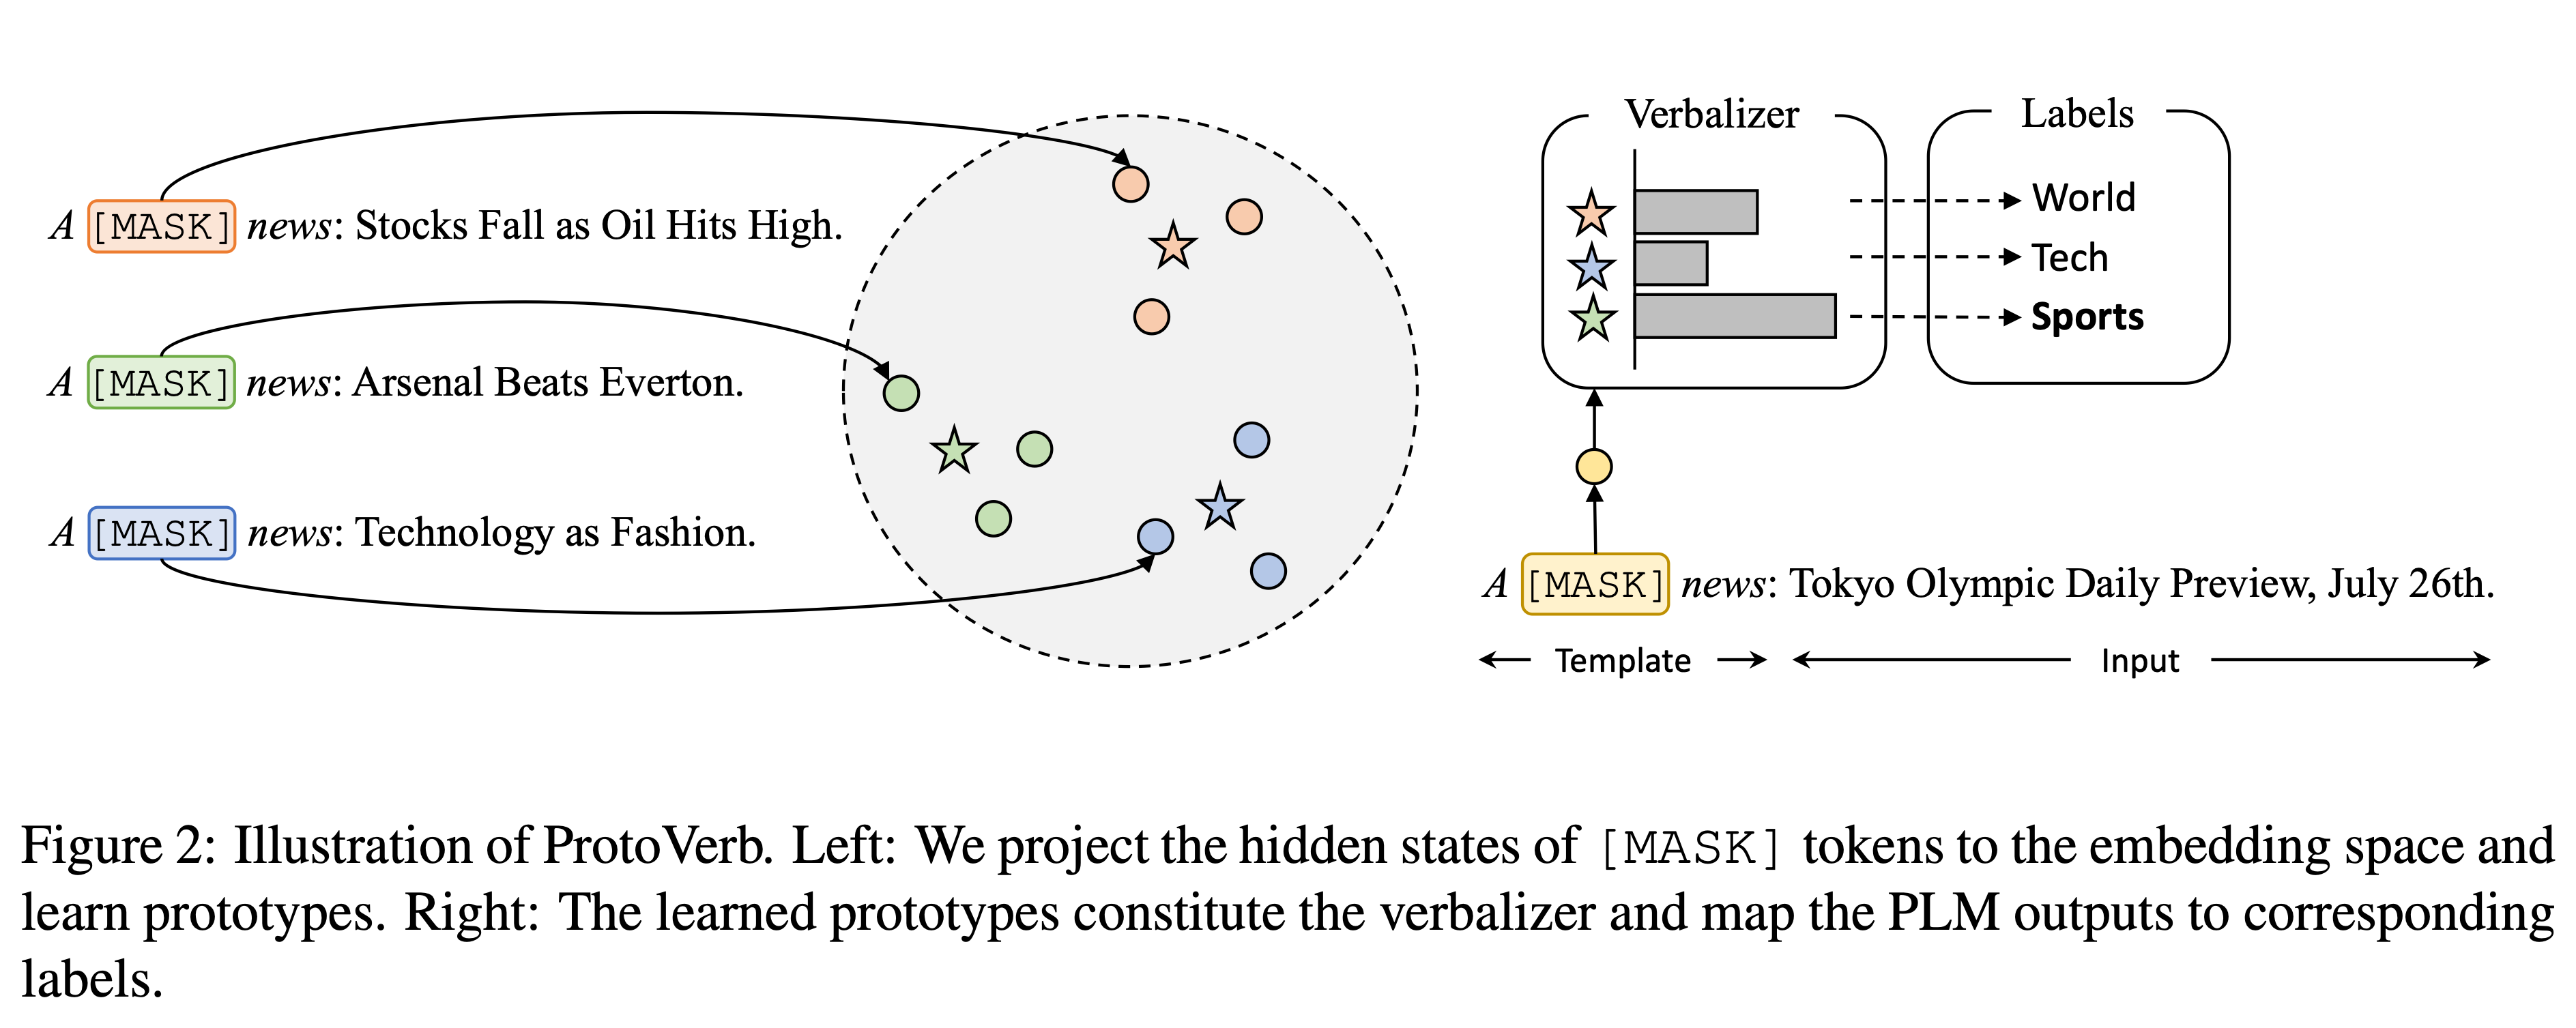 A [MASK] news: Stocks Fall as Oil Hits High.
A [MASK] news: Arsenal Beats Everton.
A [MASK] news: Technology as Fashion.
Verbalizer
Labels
World
Tech
Sports
A [MASK] news: Tokyo Olympic Daily Preview, July 26th.
Template
Input
Figure 2: Illustration of ProtoVerb. Left: We project the hidden states of [MASK] tokens to the embedding space and
learn prototypes. Right: The learned prototypes constitute the verbalizer and map the PLM outputs to corresponding
labels.